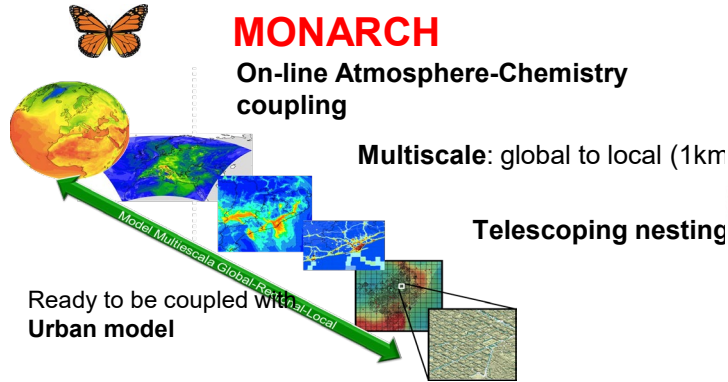 MONARCH
On-line Atmosphere-Chemistry
coupling
Multiscale: global to local (1km
Telescoping nesting
Model Multiescala Global-Regional-Local
Ready to be coupled with
Urban model